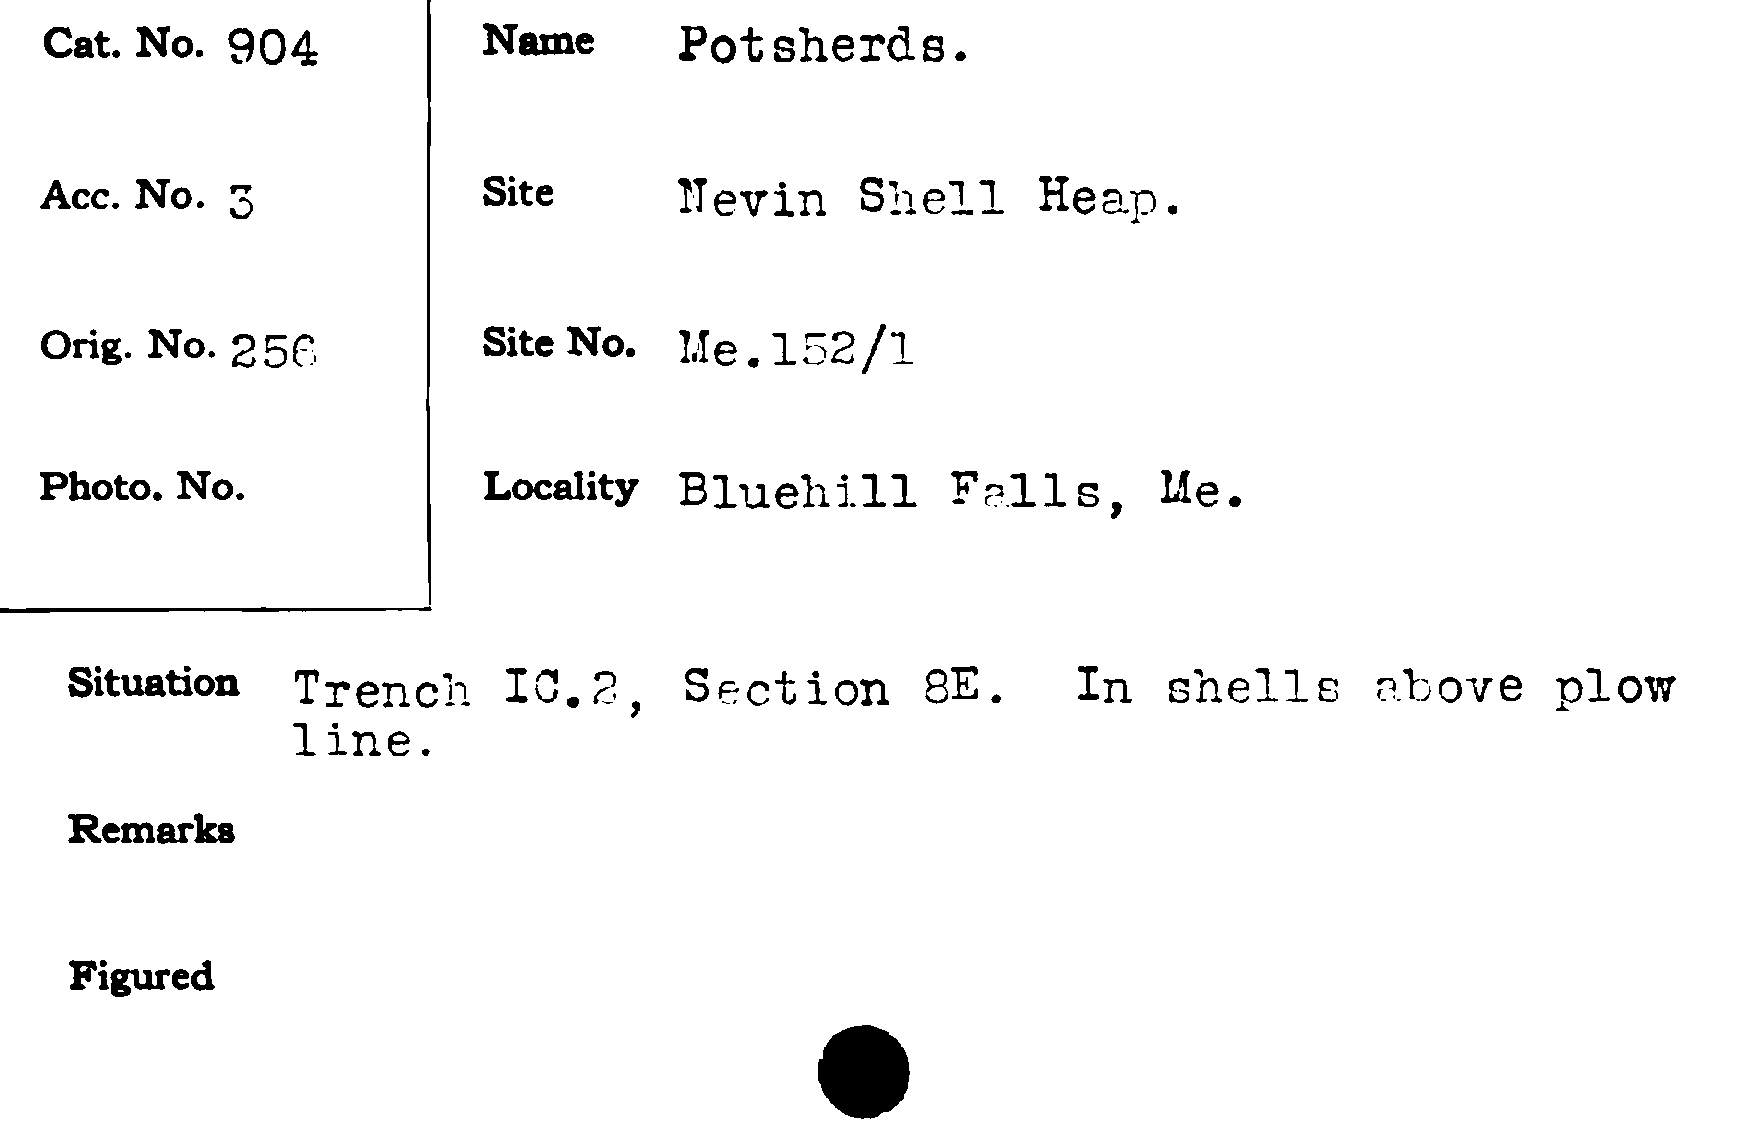 Cat. No. 904
Name Potsherds.
Acc. No. 3
Site Nevin Shell Heap.
Orig. No. 256
Site No. Me.152/1
Photo. No.
Locality Bluehill Falls, Me.
Situation Trench IC.2, Section 8E. In shells above plow
line.
Remarks
Figured